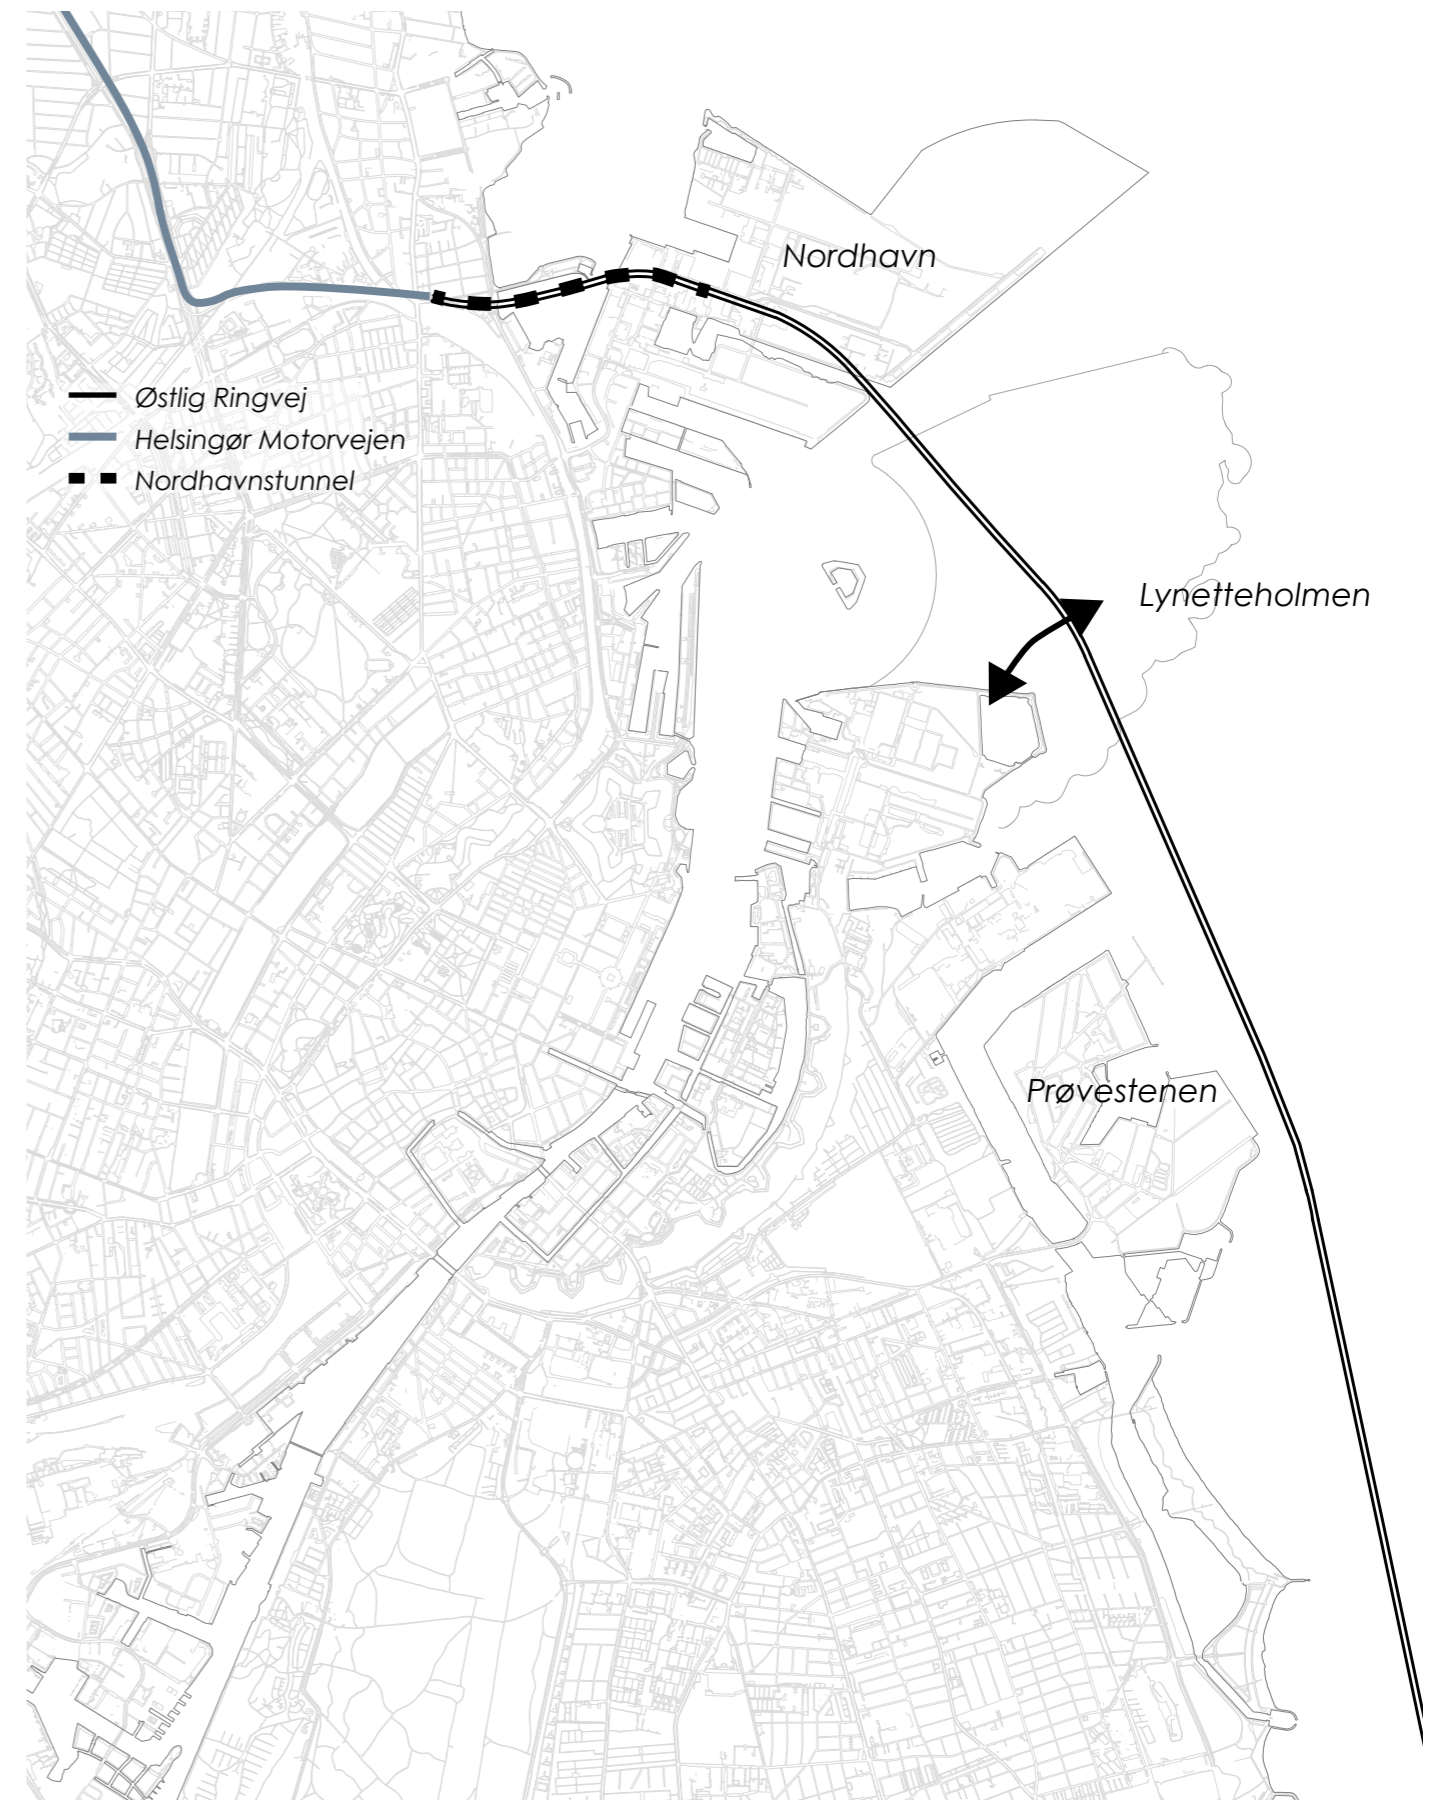 Nordhavn
Østlig Ringvej
Helsingør Motorvejen
Nordhavnstunnel
Lynetteholmen
Prøvestenen